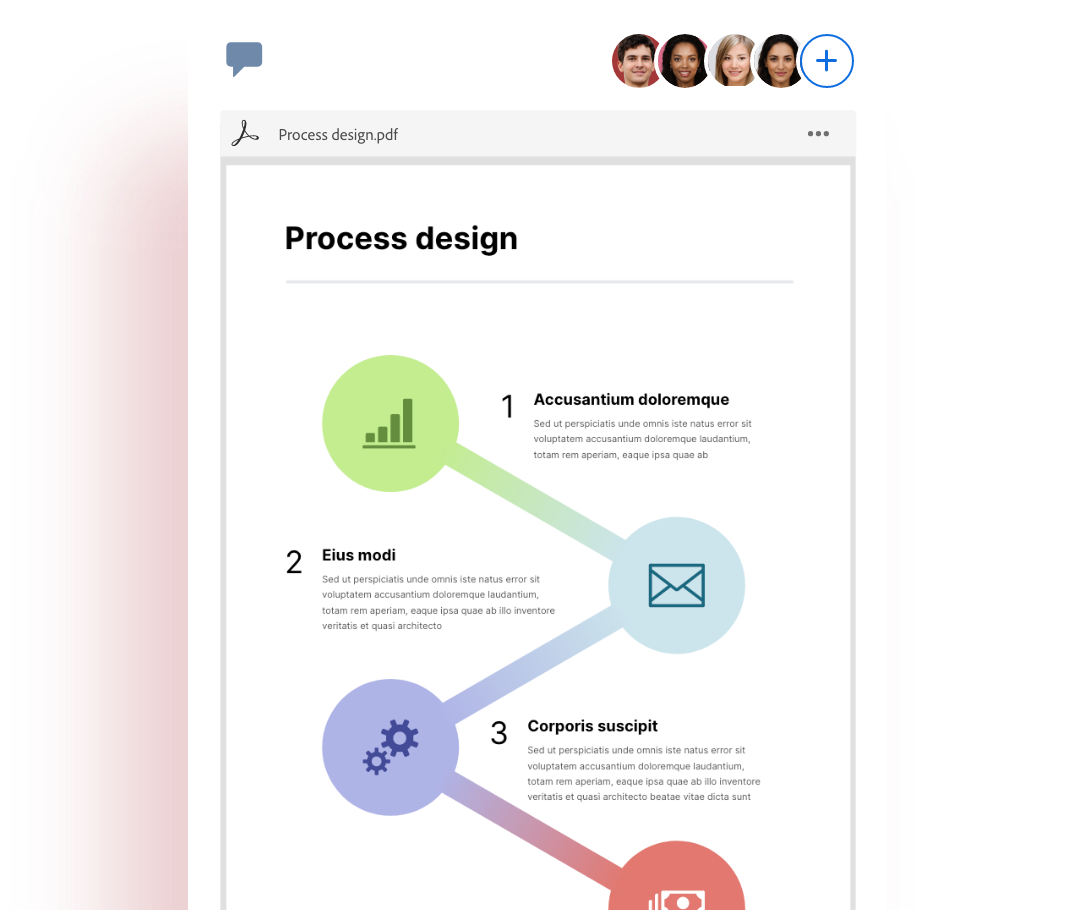 Process design.pdf
Process design
1
Accusantium doloremque
Sed ut perspiciatis unde omnis iste natus error sit
voluptatem accusantium doloremque laudantium,
totam rem aperiam, eaque ipsa quae ab
2
Eius modi
Sed ut perspiciatis unde omnis iste natus error sit
voluptatem accusantium doloremque laudantium,
totam rem aperiam, eaque ipsa quae ab illo inventore
veritatis et quasi architecto
3
Corporis suscipit
Sed ut perspiciatis unde omnis iste natus error sit
voluptatem accusantium doloremque laudantium,
totam rem aperiam, eaque ipsa quae ab illo inventore
veritatis et quasi architecto beatae vitae dicta sunt